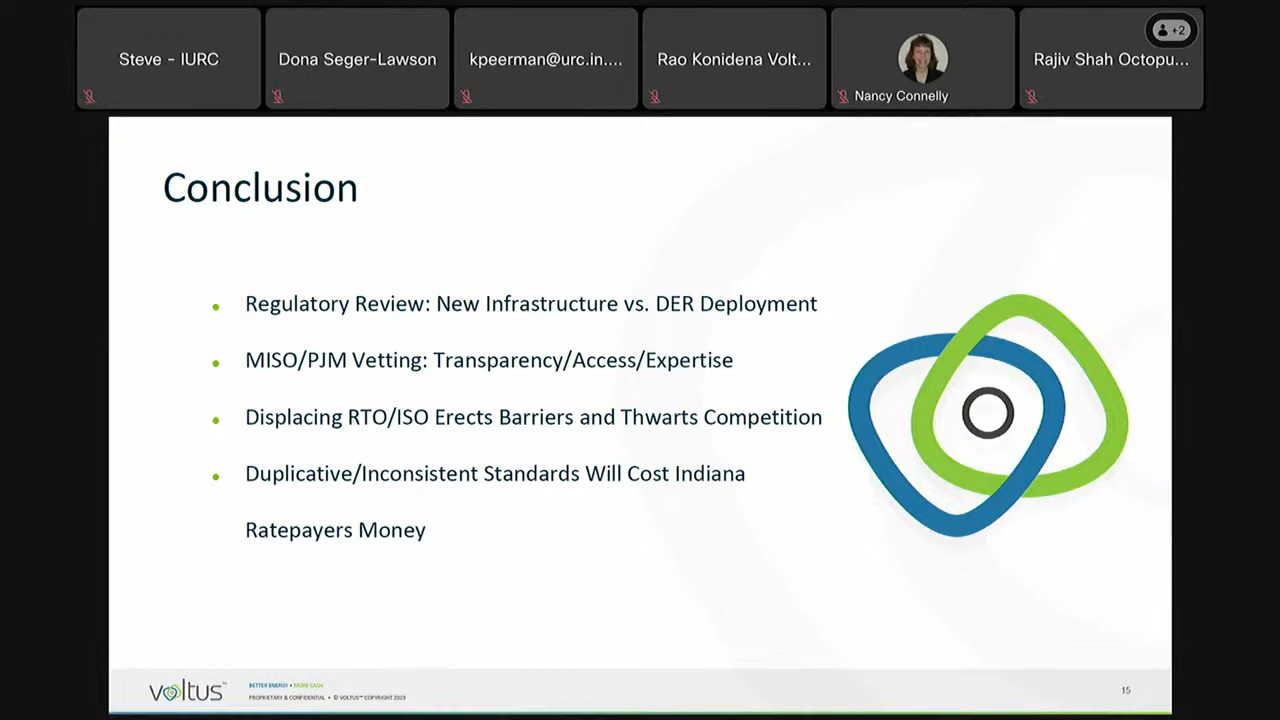 Steve - IURC
Dona Seger-Lawson
kpeerman@urc.in....
Rao Konidena Volt...
Nancy Connelly
+2
Rajiv Shah Octopu...
Conclusion
• Regulatory Review: New Infrastructure vs. DER Deployment
• MISO/PJM Vetting: Transparency/Access/Expertise
• Displacing RTO/ISO Erects Barriers and Thwarts Competition
• Duplicative/Inconsistent Standards Will Cost Indiana
Ratepayers Money
voltus™
BETTER ENERGY • MORE CASH
PROPRIETARY & CONFIDENTIAL • © VOLTUS™ COPYRIGHT 2023
15